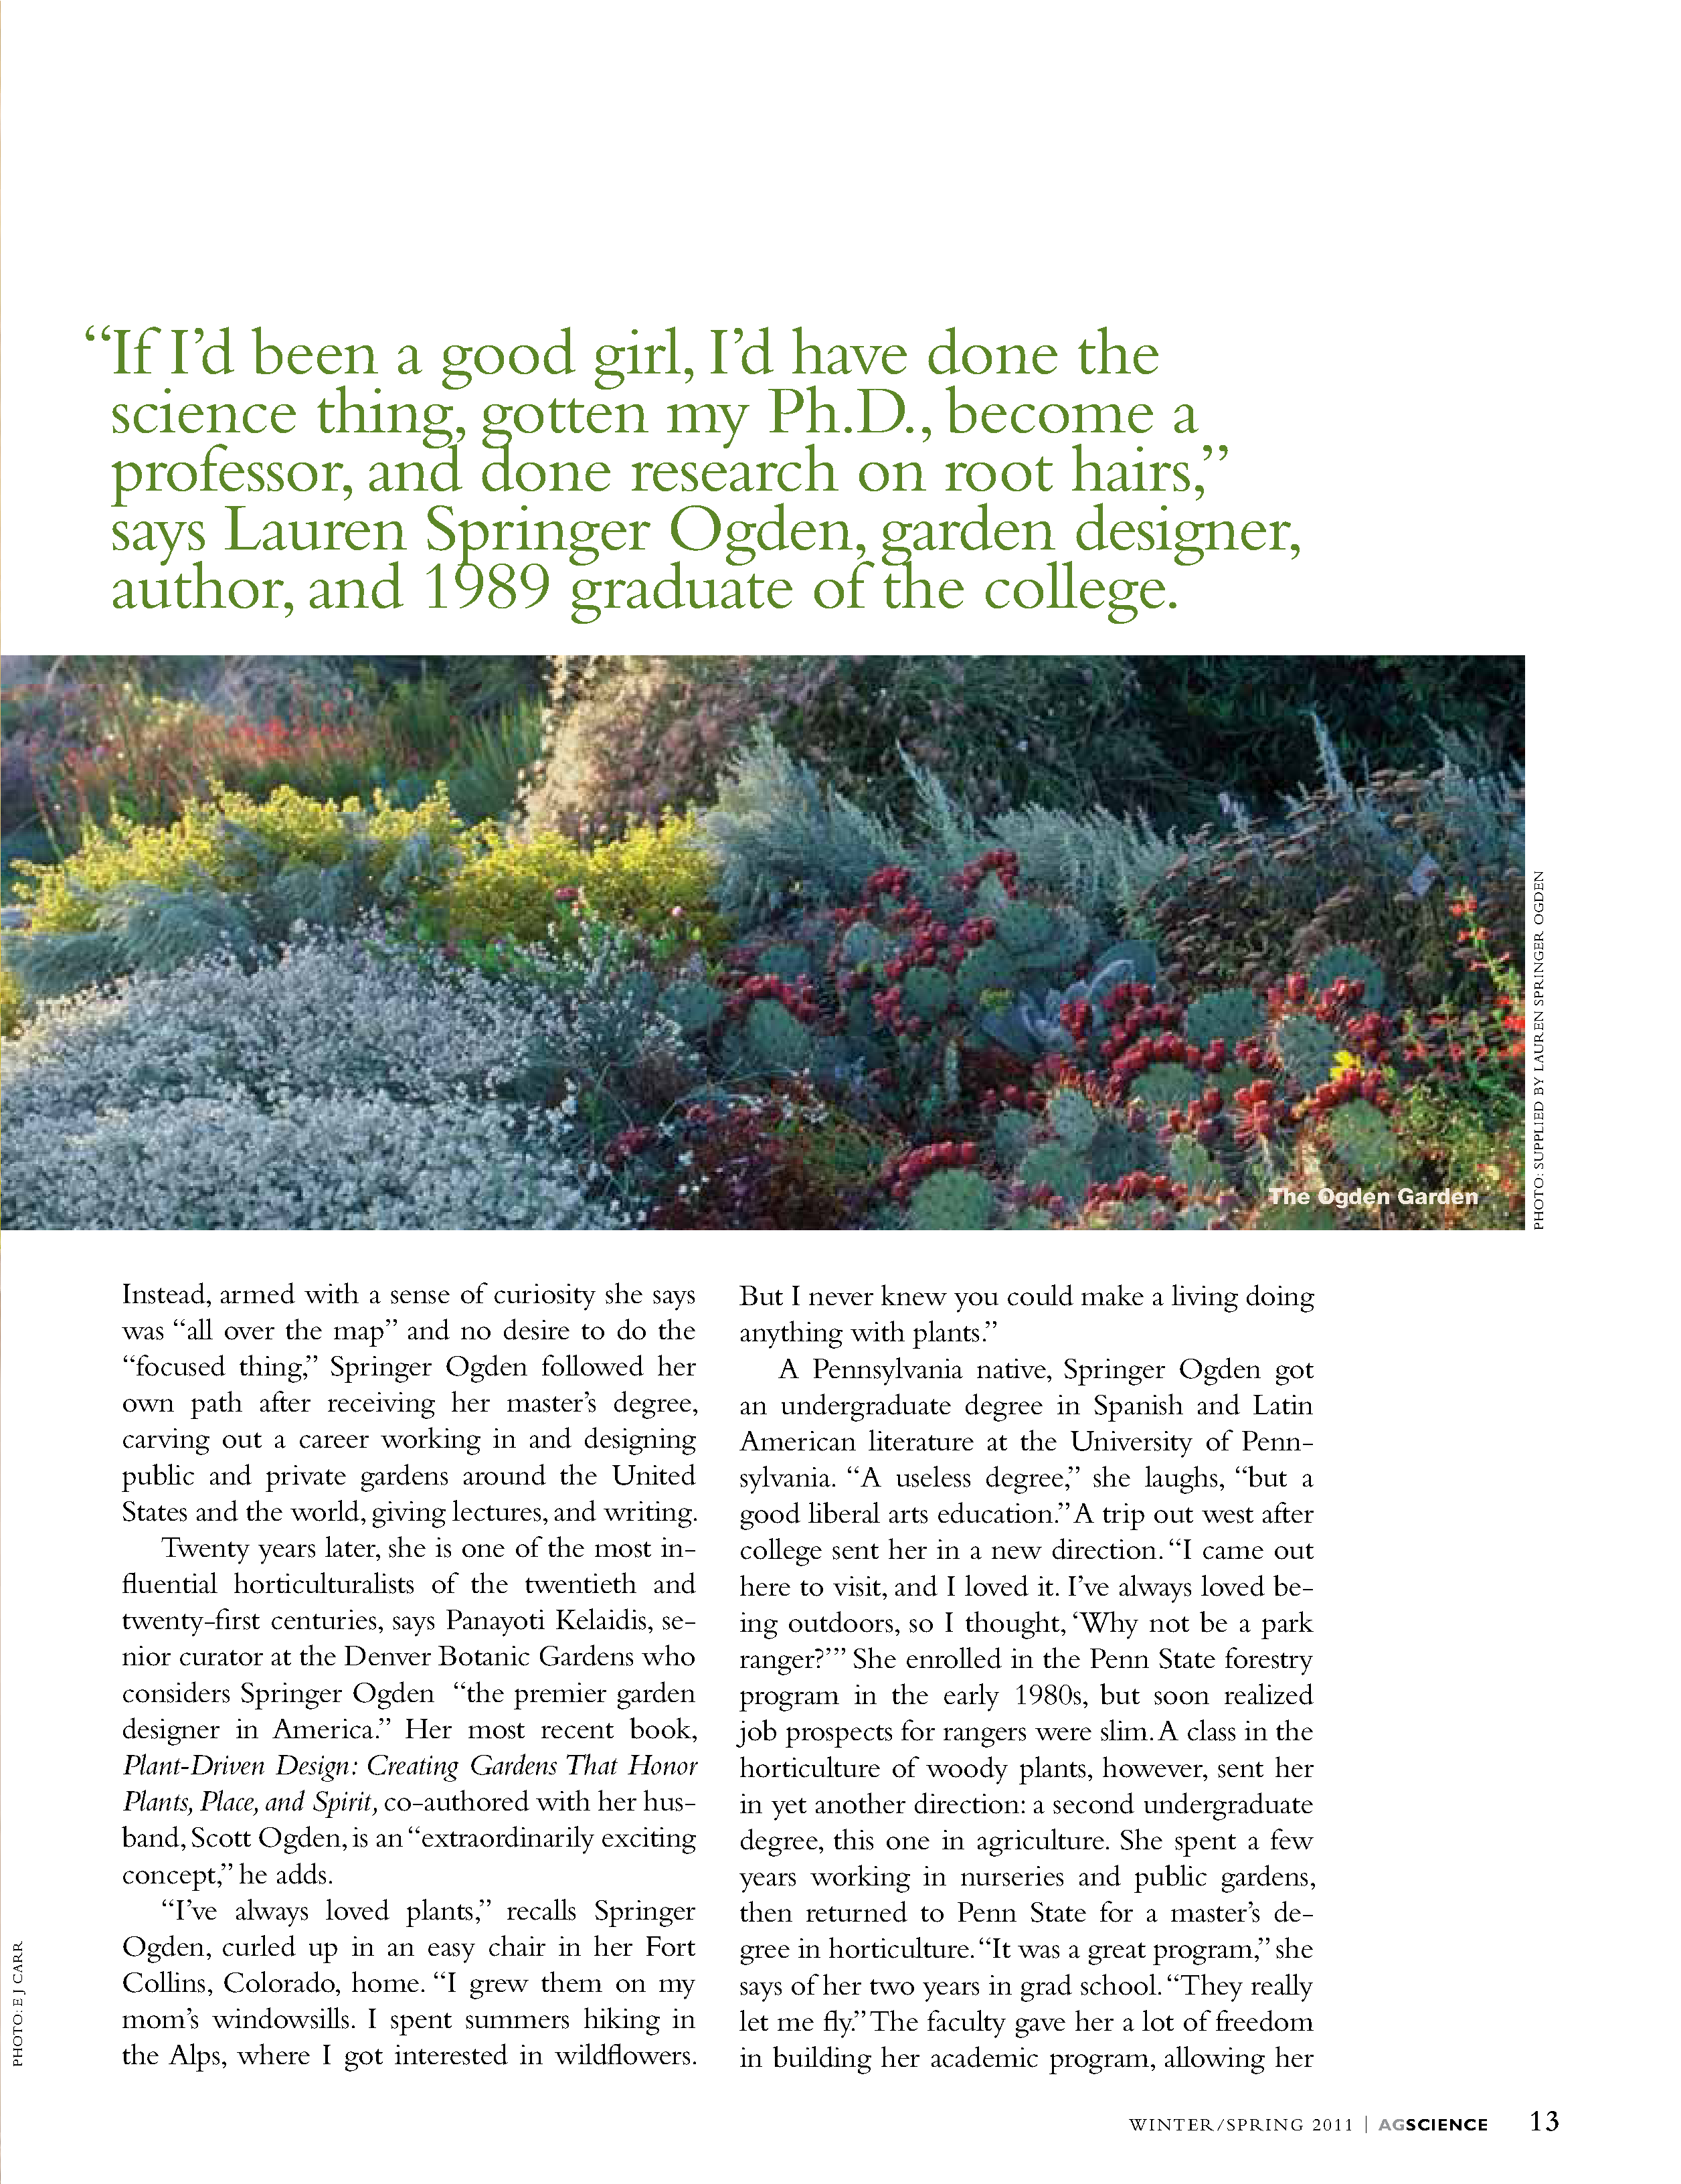 “If I’d been a good girl, I’d have done the
science thing, gotten my Ph.D., become a
professor, and done research on root hairs,”
says Lauren Springer Ogden, garden designer,
author, and 1989 graduate of the college.
The Ogden Garden
PHOTO: SUPPLIED BY LAUREN SPRINGER OGDEN
Instead, armed with a sense of curiosity she says
was “all over the map” and no desire to do the
“focused thing,” Springer Ogden followed her
own path after receiving her master’s degree,
carving out a career working in and designing
public and private gardens around the United
States and the world, giving lectures, and writing.
Twenty years later, she is one of the most in-
fluential horticulturalists of the twentieth and
twenty-first centuries, says Panayoti Kelaidis, se-
nior curator at the Denver Botanic Gardens who
considers Springer Ogden “the premier garden
designer in America.” Her most recent book,
Plant-Driven Design: Creating Gardens That Honor
Plants, Place, and Spirit, co-authored with her hus-
band, Scott Ogden, is an “extraordinarily exciting
concept,” he adds.
“I’ve always loved plants,” recalls Springer
Ogden, curled up in an easy chair in her Fort
Collins, Colorado, home. “I grew them on my
mom’s windowsills. I spent summers hiking in
the Alps, where I got interested in wildflowers.
But I never knew you could make a living doing
anything with plants.”
A Pennsylvania native, Springer Ogden got
an undergraduate degree in Spanish and Latin
American literature at the University of Penn-
sylvania. “A useless degree,” she laughs, “but a
good liberal arts education.” A trip out west after
college sent her in a new direction. “I came out
here to visit, and I loved it. I’ve always loved be-
ing outdoors, so I thought, ‘Why not be a park
ranger?’” She enrolled in the Penn State forestry
program in the early 1980s, but soon realized
job prospects for rangers were slim. A class in the
horticulture of woody plants, however, sent her
in yet another direction: a second undergraduate
degree, this one in agriculture. She spent a few
years working in nurseries and public gardens,
then returned to Penn State for a master’s de-
gree in horticulture. “It was a great program,” she
says of her two years in grad school. “They really
let me fly.” The faculty gave her a lot of freedom
in building her academic program, allowing her
PHOTO: E J CARR
WINTER/SPRING 2011 | AGSCIENCE 13